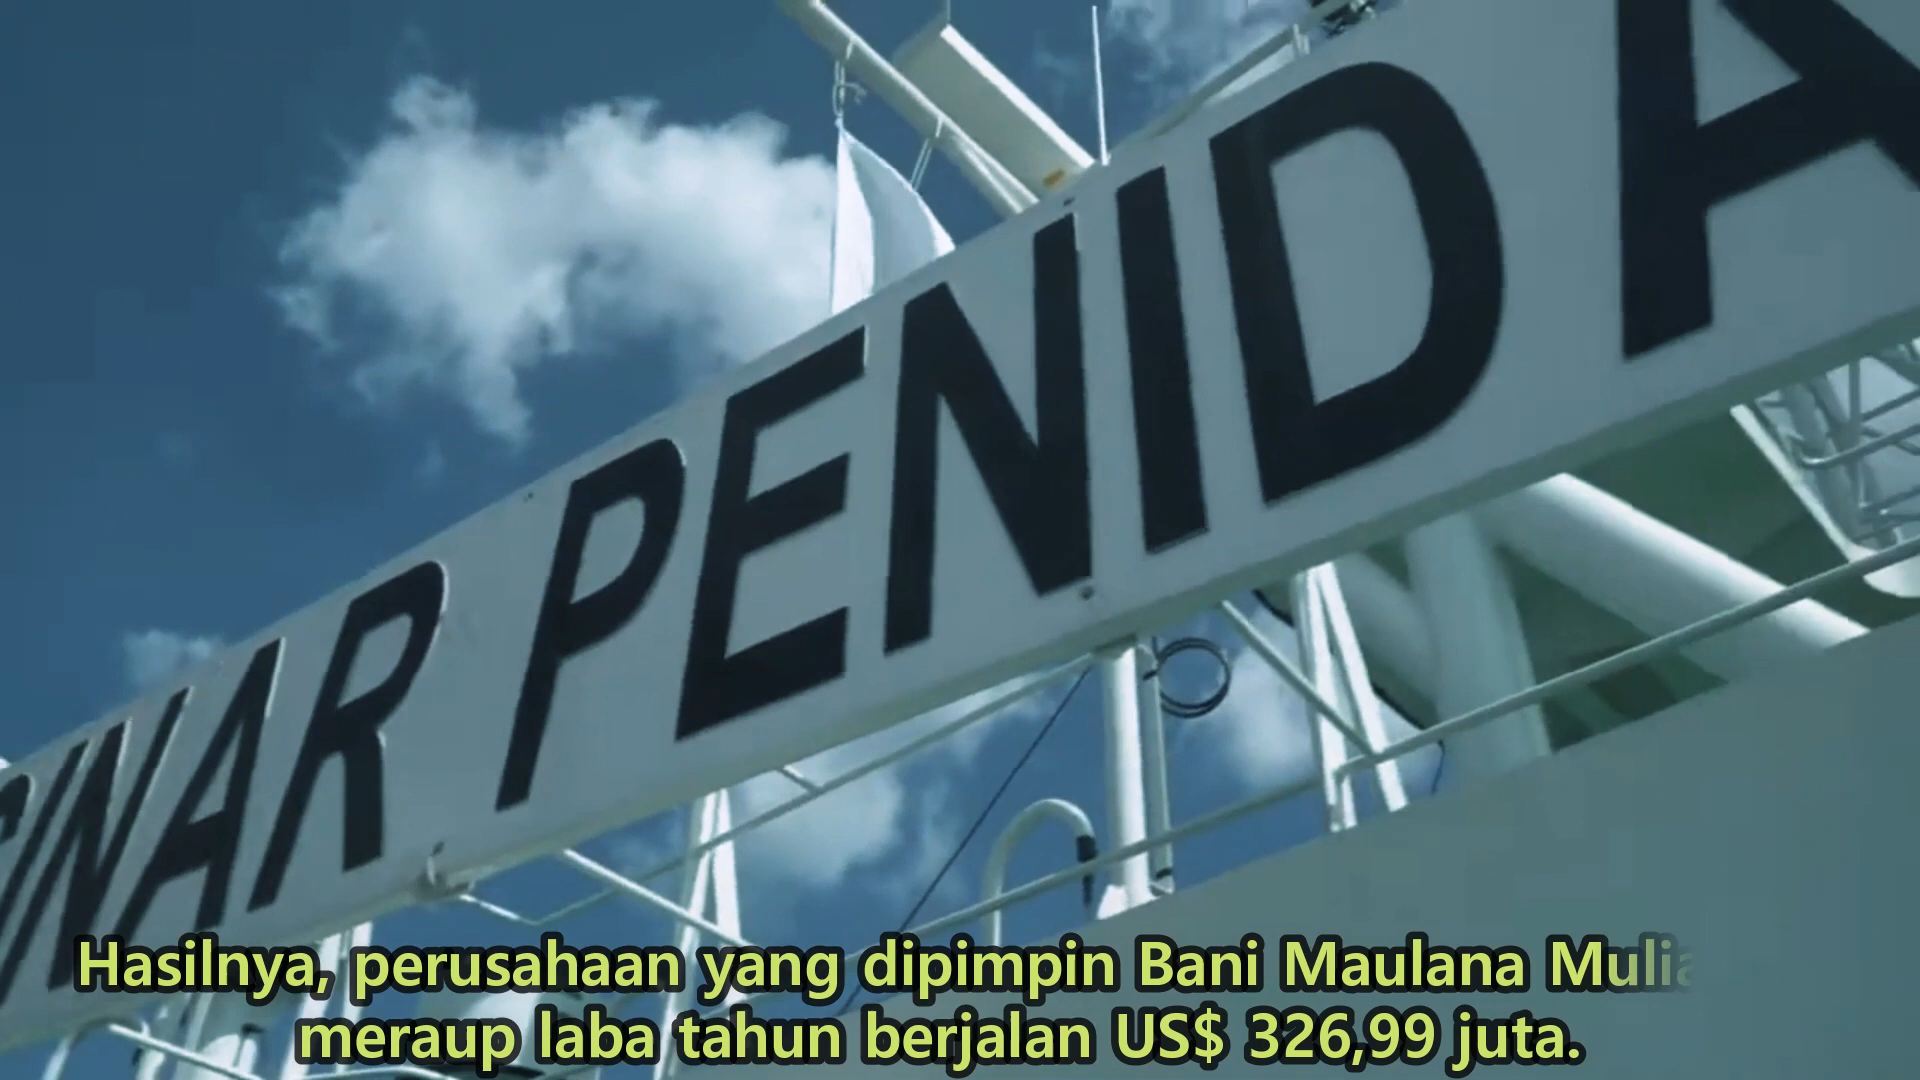 SINAR PENIDA
Hasilnya, perusahaan yang dipimpin Bani Maulana Mulia
meraup laba tahun berjalan US$ 326,99 juta.